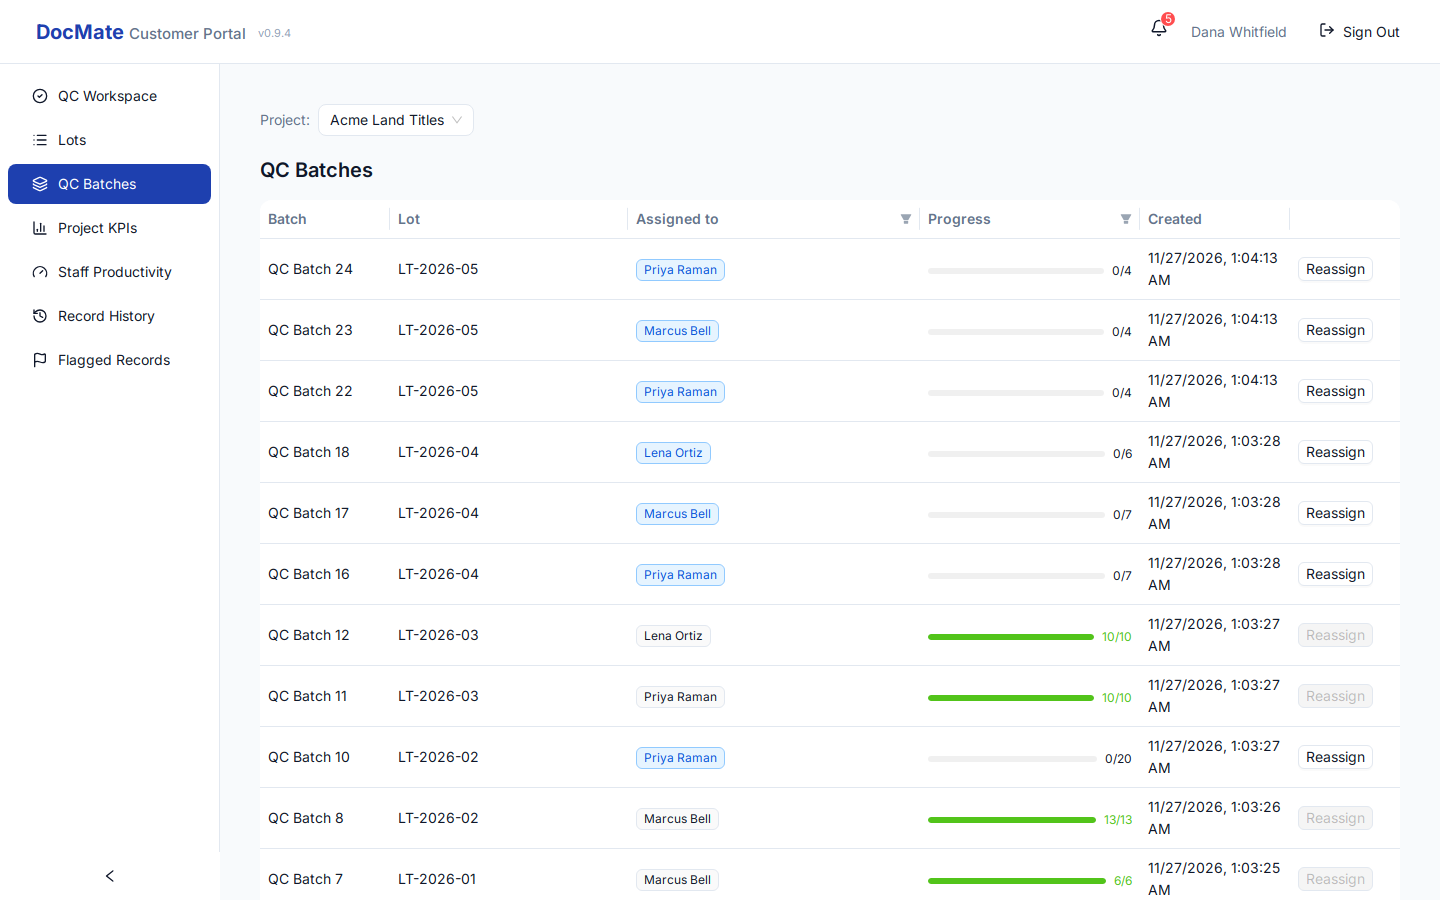 DocMate Customer Portal v0.9.4
5
Dana Whitfield
Sign Out
QC Workspace
Lots
QC Batches
Project KPIs
Staff Productivity
Record History
Flagged Records
Project: Acme Land Titles
QC Batches
Batch Lot Assigned to Progress Created
QC Batch 24 LT-2026-05 Priya Raman 0/4 11/27/2026, 1:04:13 AM Reassign
QC Batch 23 LT-2026-05 Marcus Bell 0/4 11/27/2026, 1:04:13 AM Reassign
QC Batch 22 LT-2026-05 Priya Raman 0/4 11/27/2026, 1:04:13 AM Reassign
QC Batch 18 LT-2026-04 Lena Ortiz 0/6 11/27/2026, 1:03:28 AM Reassign
QC Batch 17 LT-2026-04 Marcus Bell 0/7 11/27/2026, 1:03:28 AM Reassign
QC Batch 16 LT-2026-04 Priya Raman 0/7 11/27/2026, 1:03:28 AM Reassign
QC Batch 12 LT-2026-03 Lena Ortiz 10/10 11/27/2026, 1:03:27 AM Reassign
QC Batch 11 LT-2026-03 Priya Raman 10/10 11/27/2026, 1:03:27 AM Reassign
QC Batch 10 LT-2026-02 Priya Raman 0/20 11/27/2026, 1:03:27 AM Reassign
QC Batch 8 LT-2026-02 Marcus Bell 13/13 11/27/2026, 1:03:26 AM Reassign
QC Batch 7 LT-2026-01 Marcus Bell 6/6 11/27/2026, 1:03:25 AM Reassign